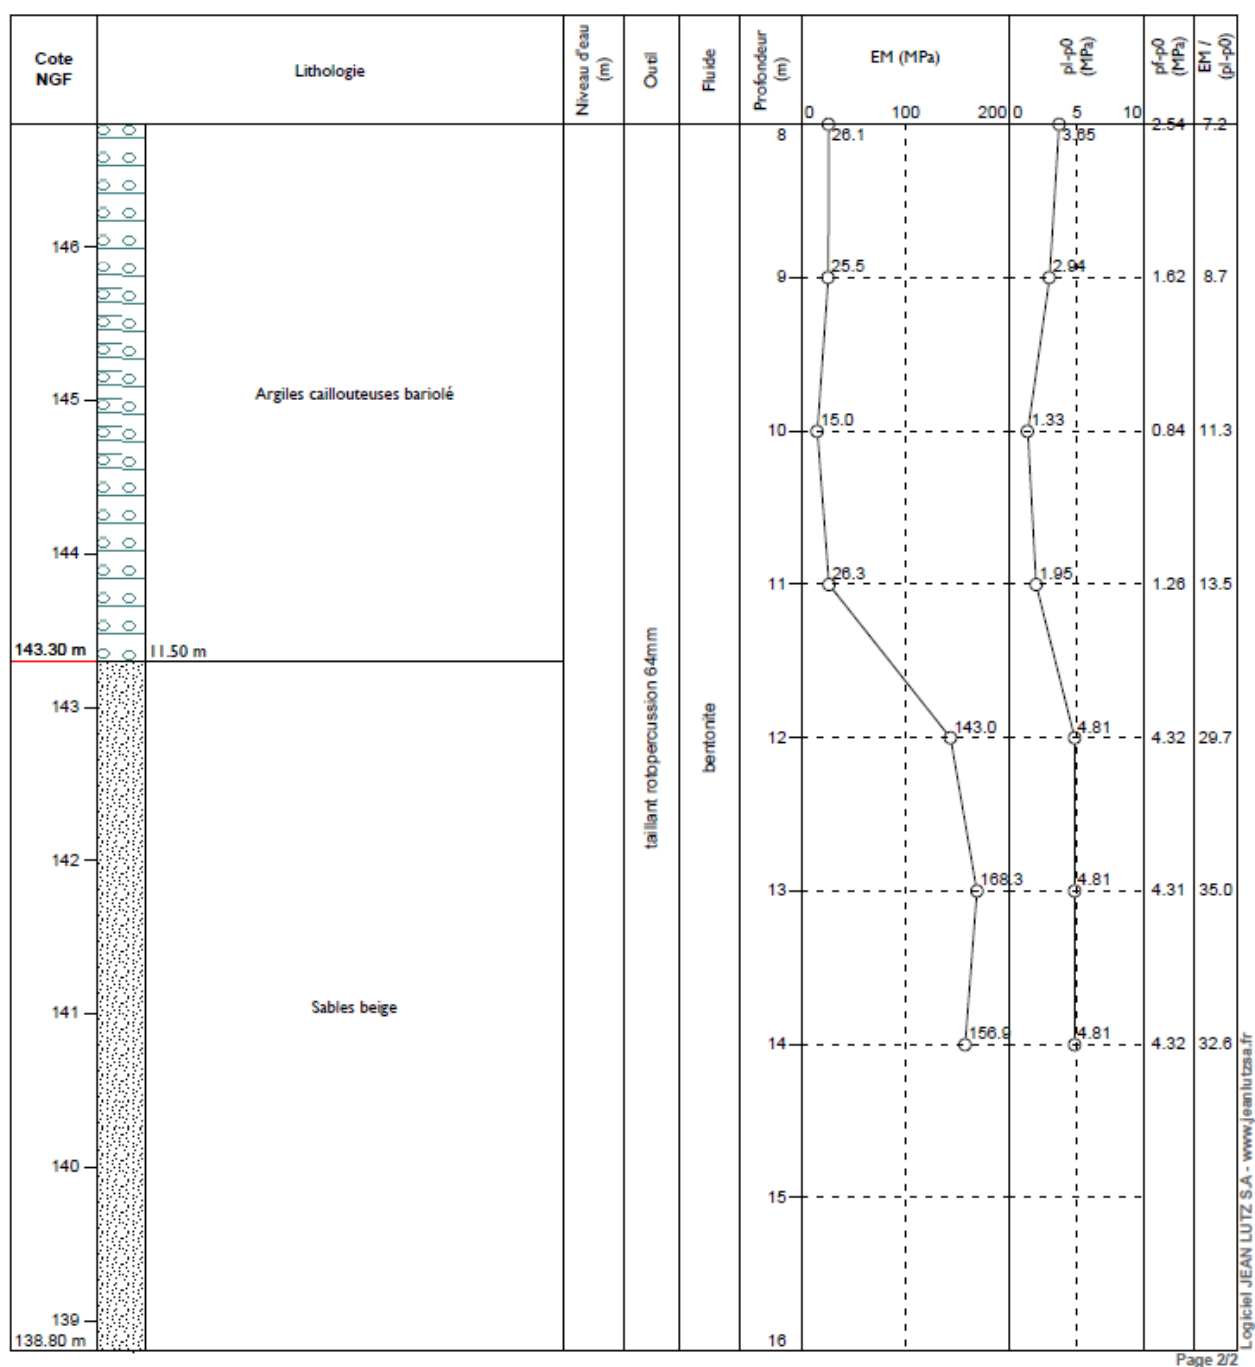 Cote
NGF
Lithologie
Niveau d'eau
(m)
Outil
Fluide
Profondeur
(m)
EM (MPa)
pl-p0
(MPa)
pf-p0
(MPa)
EM /
(pl-p0)
0 100 200 0 5 10
8 26.1 3.65 2.54 7.2
146
9 25.5 2.94 1.62 8.7
145
Argiles caillouteuses bariolé
10 15.0 1.33 0.84 11.3
144
11 26.3 1.95 1.26 13.5
143.30 m 11.50 m
143
taillant rotopercussion 64mm
bentonite
12 143.0 4.81 4.32 29.7
142
13 168.3 4.81 4.31 35.0
141
Sables beige
14 156.9 4.81 4.32 32.6
140
15
139
138.80 m
16
Logiciel JEAN LUTZ S.A - www.jeanlutzsa.fr
Page 2/2